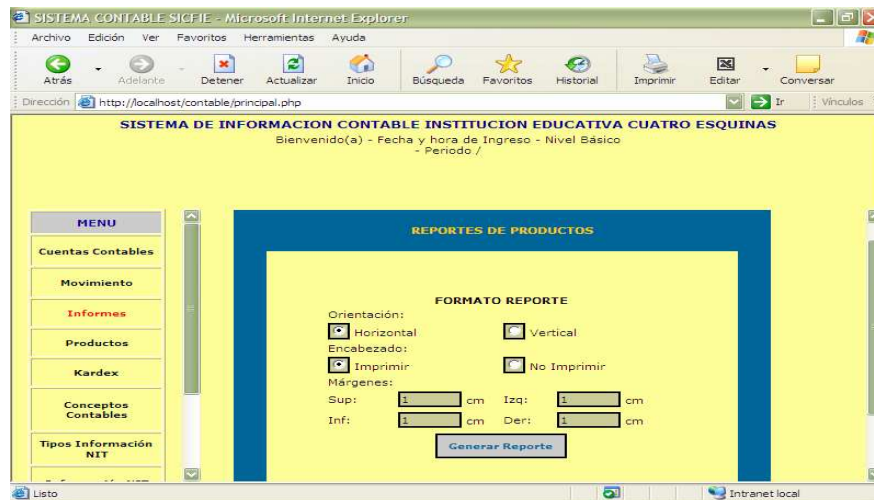 SISTEMA CONTABLE SICFIE - Microsoft Internet Explorer
Archivo Edición Ver Favoritos Herramientas Ayuda
Atrás Adelante Detener Actualizar Inicio Búsqueda Favoritos Historial Imprimir Editar Conversar
Dirección http://localhost/contable/principal.php Ir Vínculos
SISTEMA DE INFORMACION CONTABLE INSTITUCION EDUCATIVA CUATRO ESQUINAS
Bienvenido(a) - Fecha y hora de Ingreso - Nivel Básico
- Periodo /
MENU
Cuentas Contables
Movimiento
Informes
Productos
Kardex
Conceptos
Contables
Tipos Información
NIT
REPORTES DE PRODUCTOS
FORMATO REPORTE
Orientación:
Horizontal Vertical
Encabezado:
Imprimir No Imprimir
Márgenes:
Sup: 1 cm Izq: 1 cm
Inf: 1 cm Der: 1 cm
Generar Reporte
Listo Intranet local